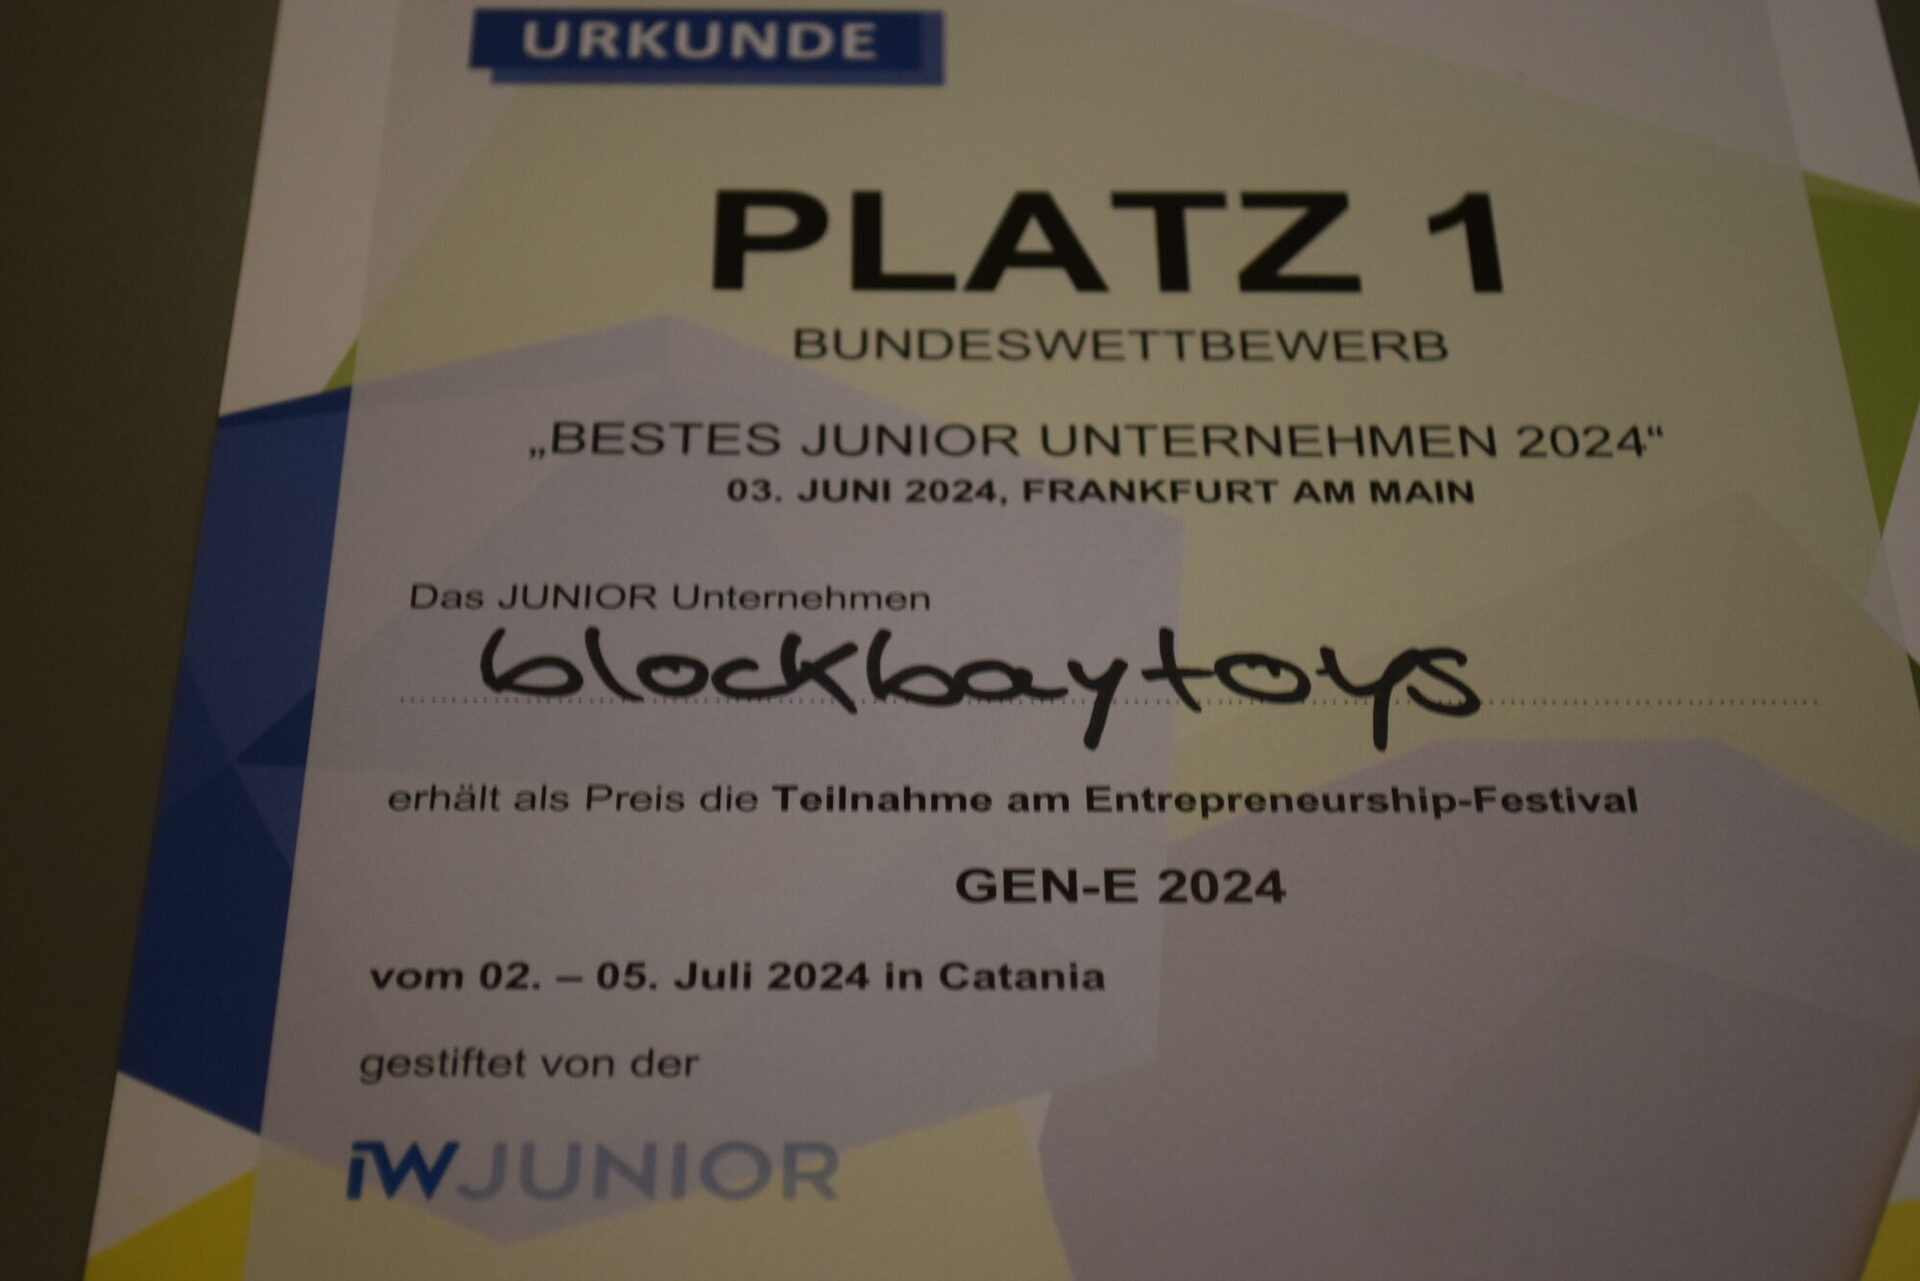 URKUNDE
PLATZ 1
BUNDESWETTBEWERB
„BESTES JUNIOR UNTERNEHMEN 2024“
03. JUNI 2024, FRANKFURT AM MAIN
Das JUNIOR Unternehmen
blockbaytoys
erhält als Preis die Teilnahme am Entrepreneurship-Festival
GEN-E 2024
vom 02. – 05. Juli 2024 in Catania
gestiftet von der
iWJUNIOR